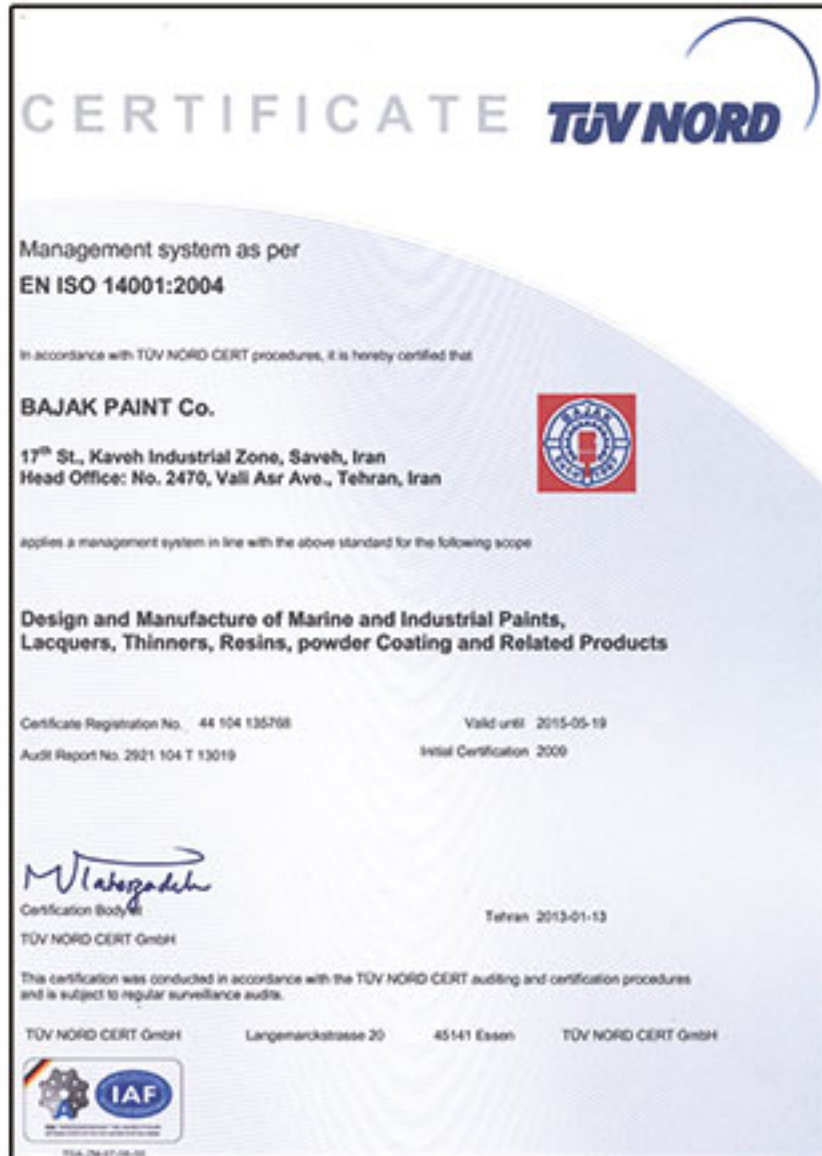 CERTIFICATE
TÜV NORD
Management system as per
EN ISO 14001:2004
In accordance with TÜV NORD CERT procedures, it is hereby certified that
BAJAK PAINT Co.
17th St., Kaveh Industrial Zone, Saveh, Iran
Head Office: No. 2470, Vali Asr Ave., Tehran, Iran
BAJAK
applies a management system in line with the above standard for the following scope
Design and Manufacture of Marine and Industrial Paints,
Lacquers, Thinners, Resins, powder Coating and Related Products
Certificate Registration No. 44 104 135768 Valid until 2015-05-19
Audit Report No. 2921 104 T 13019 Initial Certification 2009
Certification Body
Tehran 2013-01-13
TÜV NORD CERT GmbH
This certification was conducted in accordance with the TÜV NORD CERT auditing and certification procedures
and is subject to regular surveillance audits.
TÜV NORD CERT GmbH Langemarckstrasse 20 45141 Essen TÜV NORD CERT GmbH
IAF